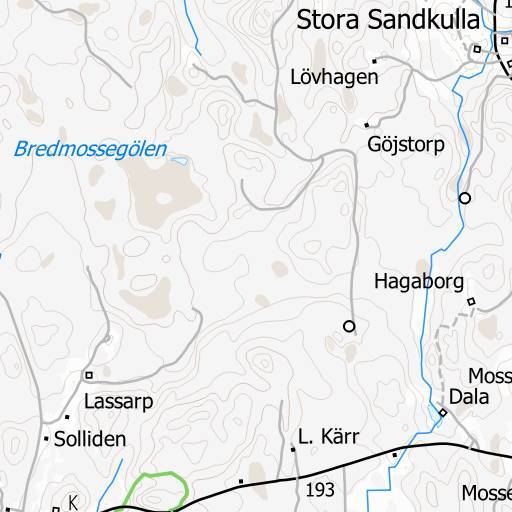 Stora Sandkulla
Lövhagen
Göjstorp
Bredmossegölen
Hagaborg
Moss
Dala
Lassarp
Solliden
L. Kärr
193
Mosse
K